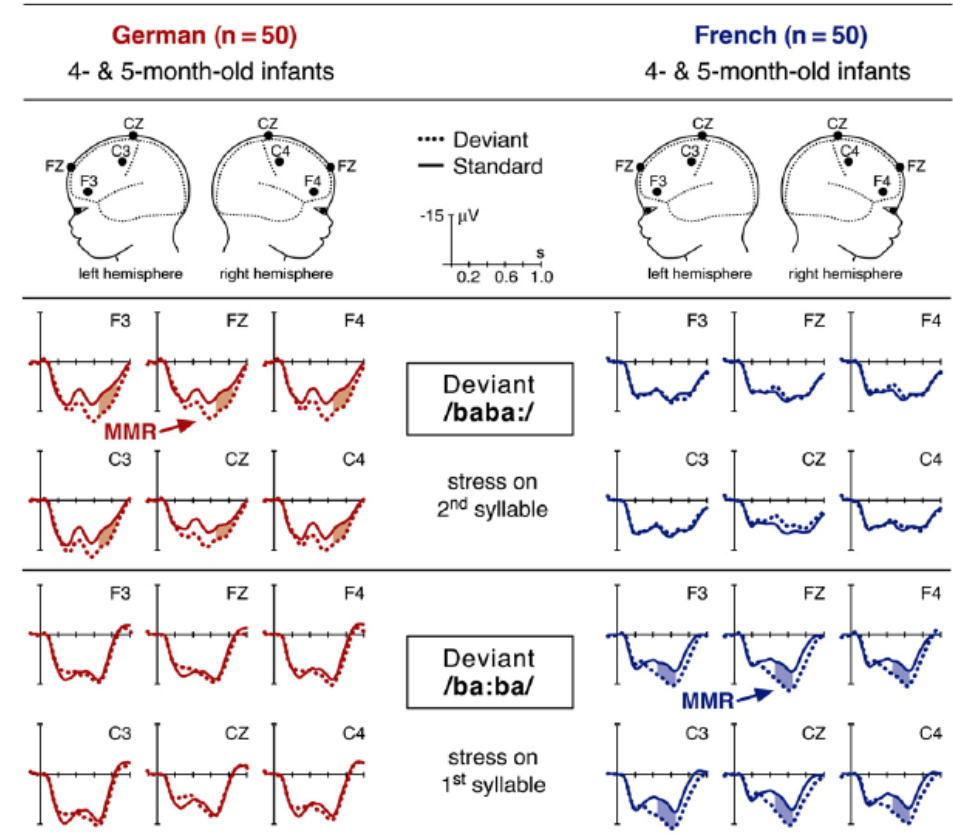 German (n = 50)
4- & 5-month-old infants
French (n = 50)
4- & 5-month-old infants
CZ
C3
FZ
F3
left hemisphere
CZ
C4
FZ
F4
right hemisphere
Deviant
Standard
-15 µV
s
0.2 0.6 1.0
CZ
C3
FZ
F3
left hemisphere
CZ
C4
FZ
F4
right hemisphere
F3 FZ F4
MMR
C3 CZ C4
Deviant
/baba:/
stress on
2nd syllable
F3 FZ F4
C3 CZ C4
F3 FZ F4
C3 CZ C4
Deviant
/ba:ba/
stress on
1st syllable
F3 FZ F4
MMR
C3 CZ C4